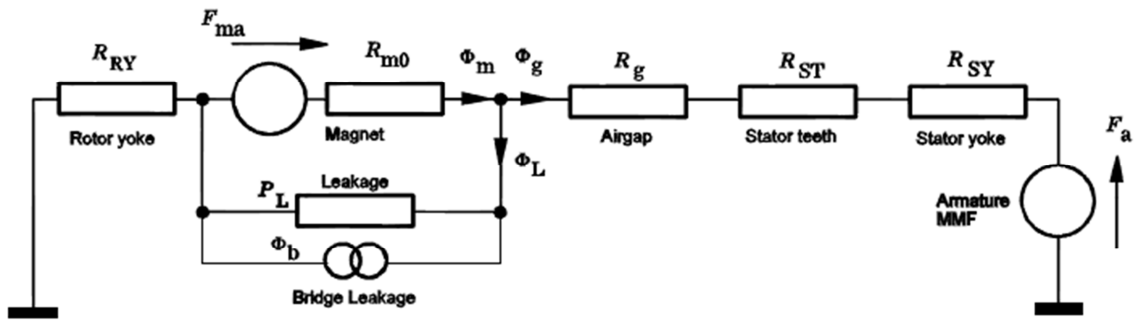 F_ma
R_RY
R_m0
Φ_m
Φ_g
R_g
R_ST
R_SY
Rotor yoke
Magnet
Airgap
Stator teeth
Stator yoke
F_a
Φ_L
P_L
Leakage
Armature
MMF
Φ_b
Bridge Leakage